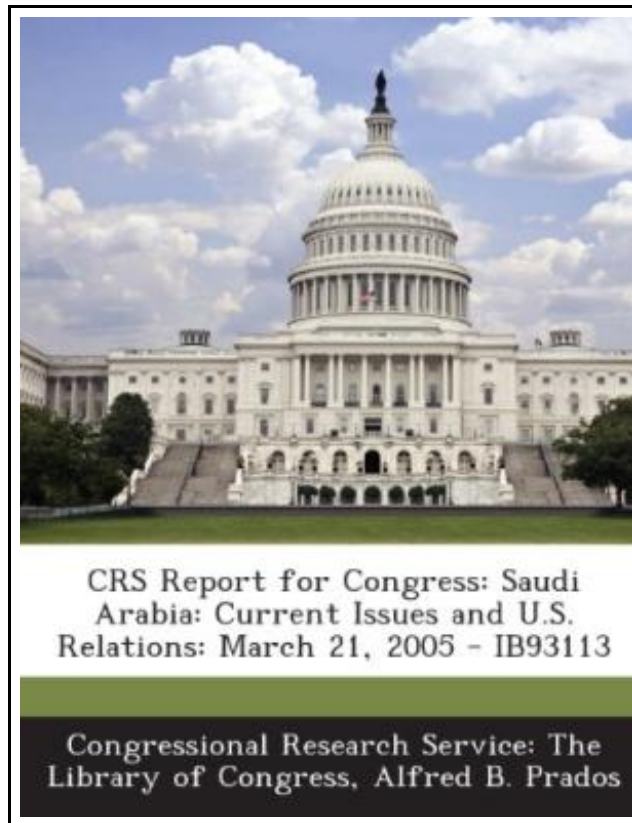 CRS Report for Congress: Saudi
Arabia: Current Issues and U.S.
Relations: March 21, 2005 - IB93113
Congressional Research Service: The
Library of Congress, Alfred B. Prados